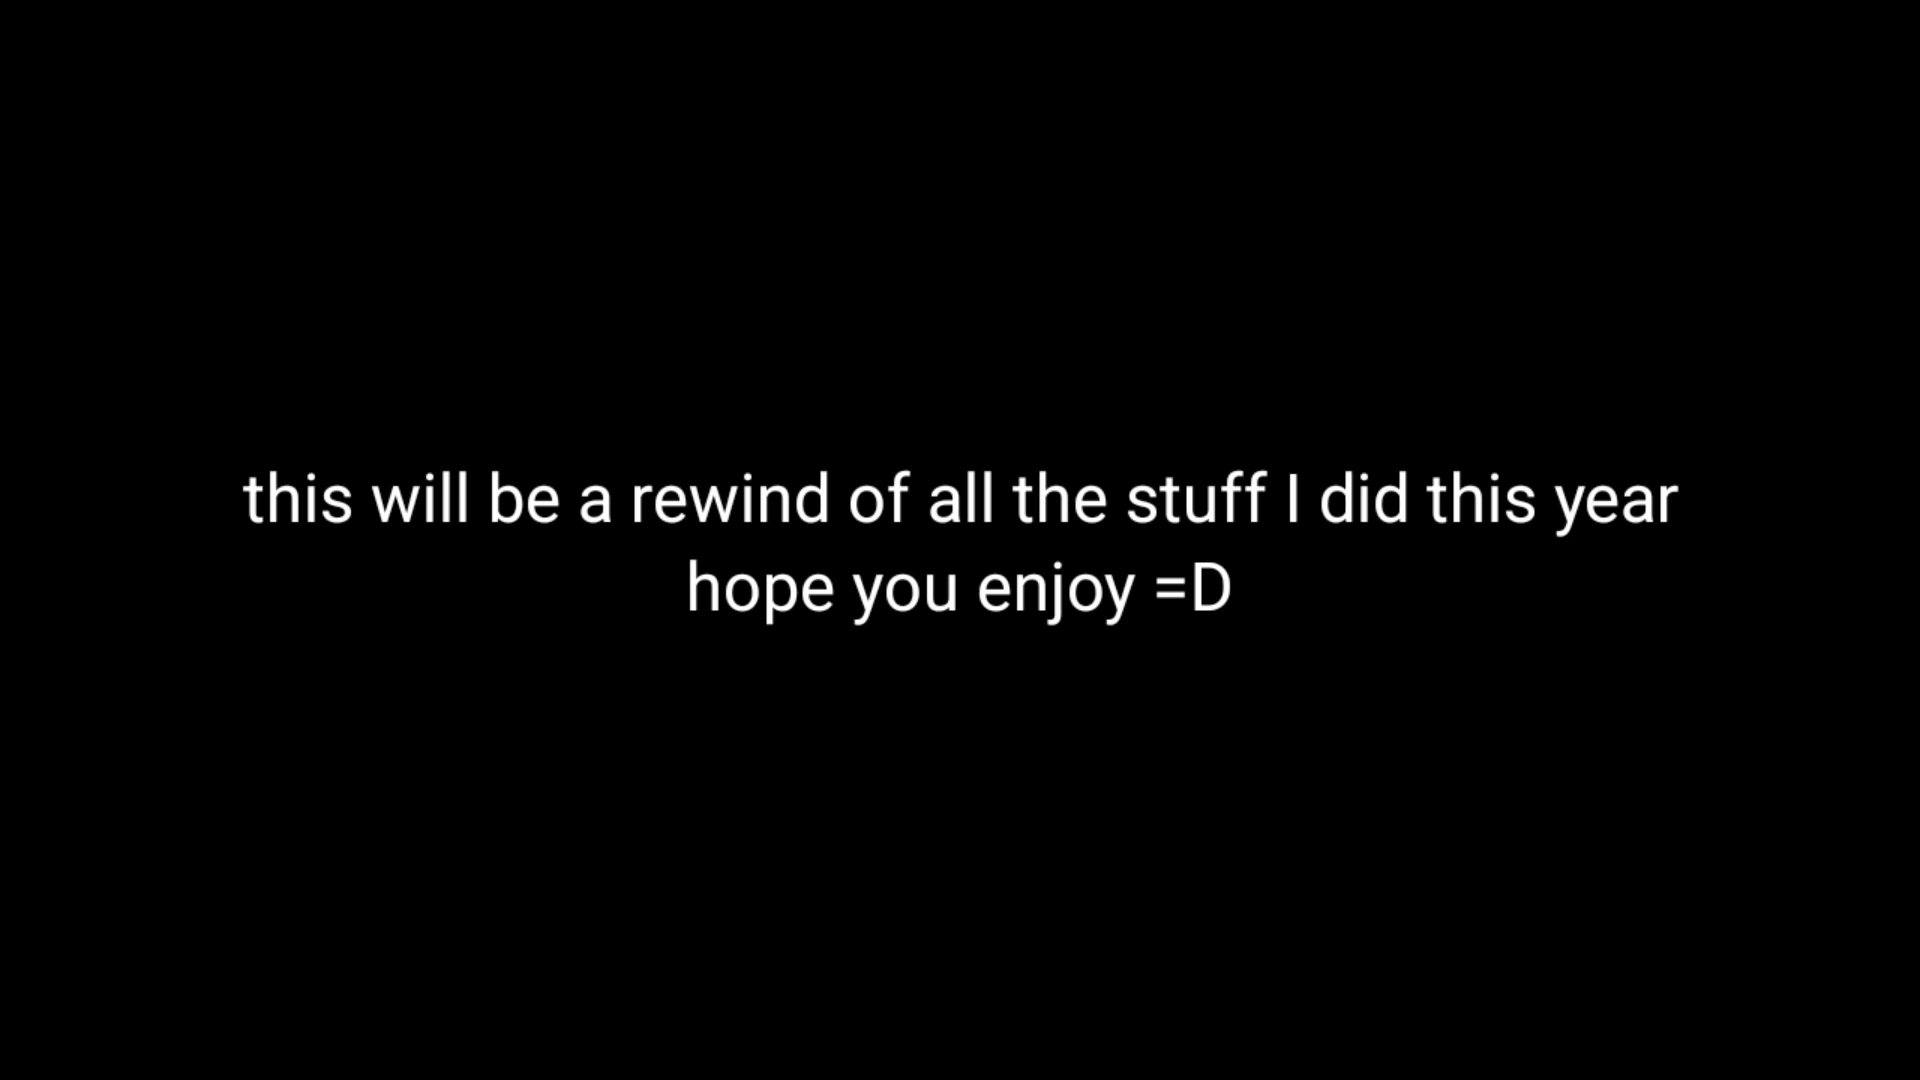 this will be a rewind of all the stuff I did this year
hope you enjoy =D